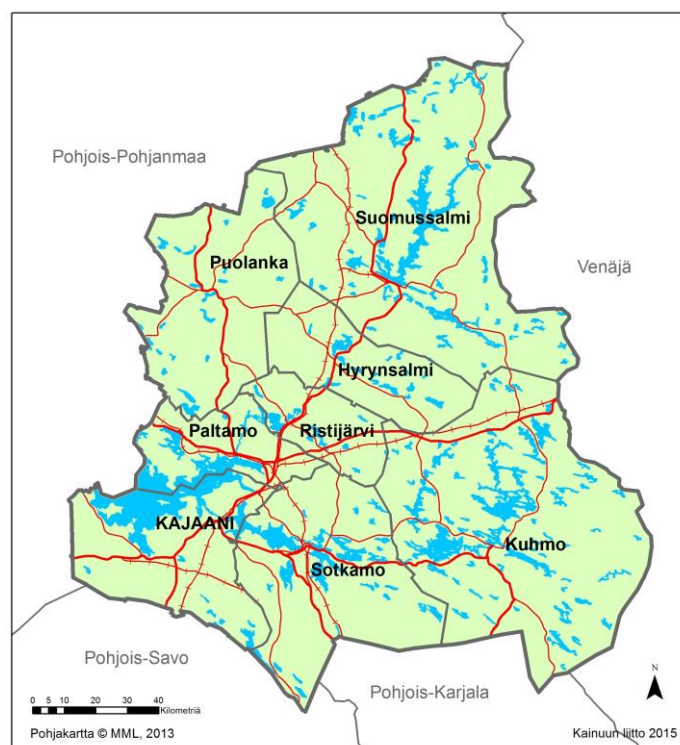 Pohjois-Pohjanmaa
Suomussalmi
Puolanka
Venäjä
Hyrynsalmi
Paltamo
Ristijärvi
KAJAANI
Kuhmo
Sotkamo
Pohjois-Savo
Pohjois-Karjala
N
0 5 10 20 30 40
Kilometriä
Pohjakartta © MML, 2013
Kainuun liitto 2015